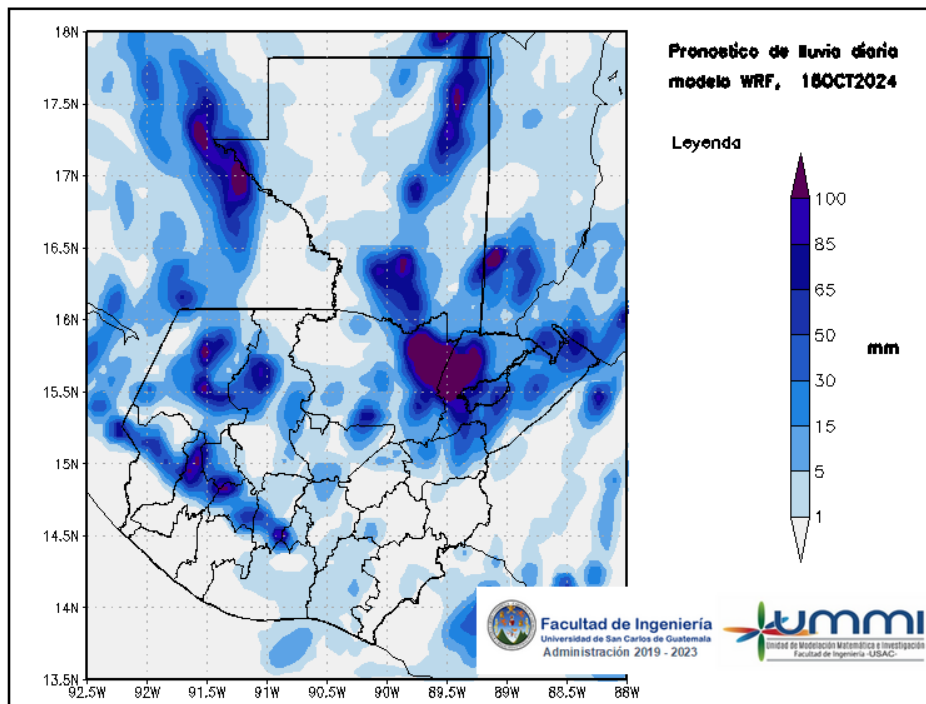 Pronostico de lluvia diaria
modelo WRF, 16OCT2024
Leyenda
100
85
65
50
30
15
5
1
mm
18N
17.5N
17N
16.5N
16N
15.5N
15N
14.5N
14N
13.5N
92.5W 92W 91.5W 91W 90.5W 90W 89.5W 89W 88.5W 88W
Facultad de Ingeniería
Universidad de San Carlos de Guatemala
Administración 2019 - 2023
ummi
Unidad de Modelación Matemática e Investigación
Facultad de Ingeniería -USAC-